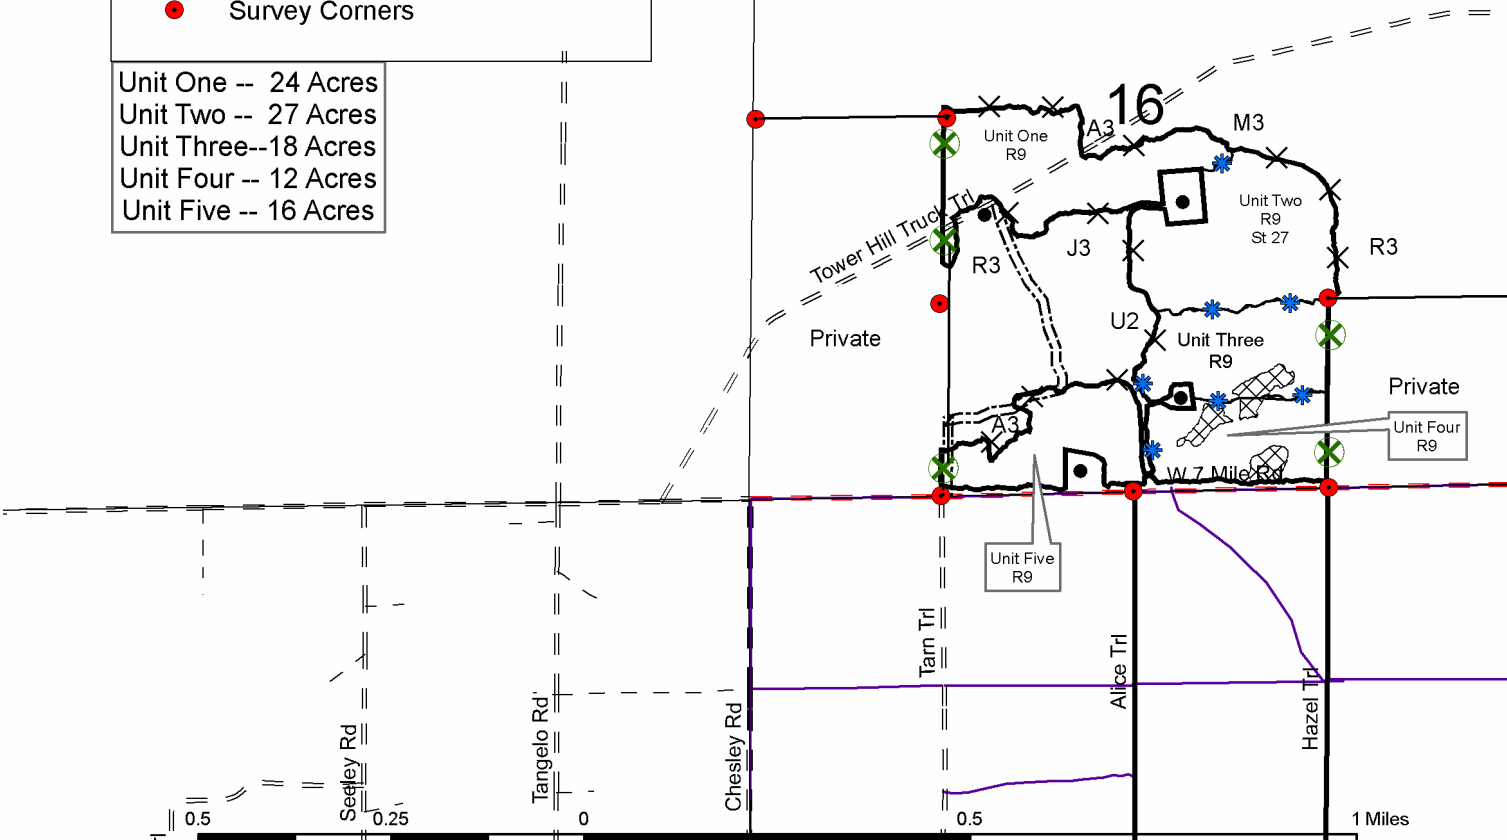 Survey Corners
Unit One -- 24 Acres
Unit Two -- 27 Acres
Unit Three--18 Acres
Unit Four -- 12 Acres
Unit Five -- 16 Acres
16
A3
M3
Unit One
R9
Tower Hill Truck Trl
Unit Two
R9
St 27
R3
J3
R3
U2
Private
Unit Three
R9
Private
A3
Unit Four
R9
W 7 Mile Rd
Unit Five
R9
Tarn Trl
Alice Trl
Hazel Trl
Chesley Rd
Tangelo Rd
Seeley Rd
0.5
0.25
0
0.5
1 Miles